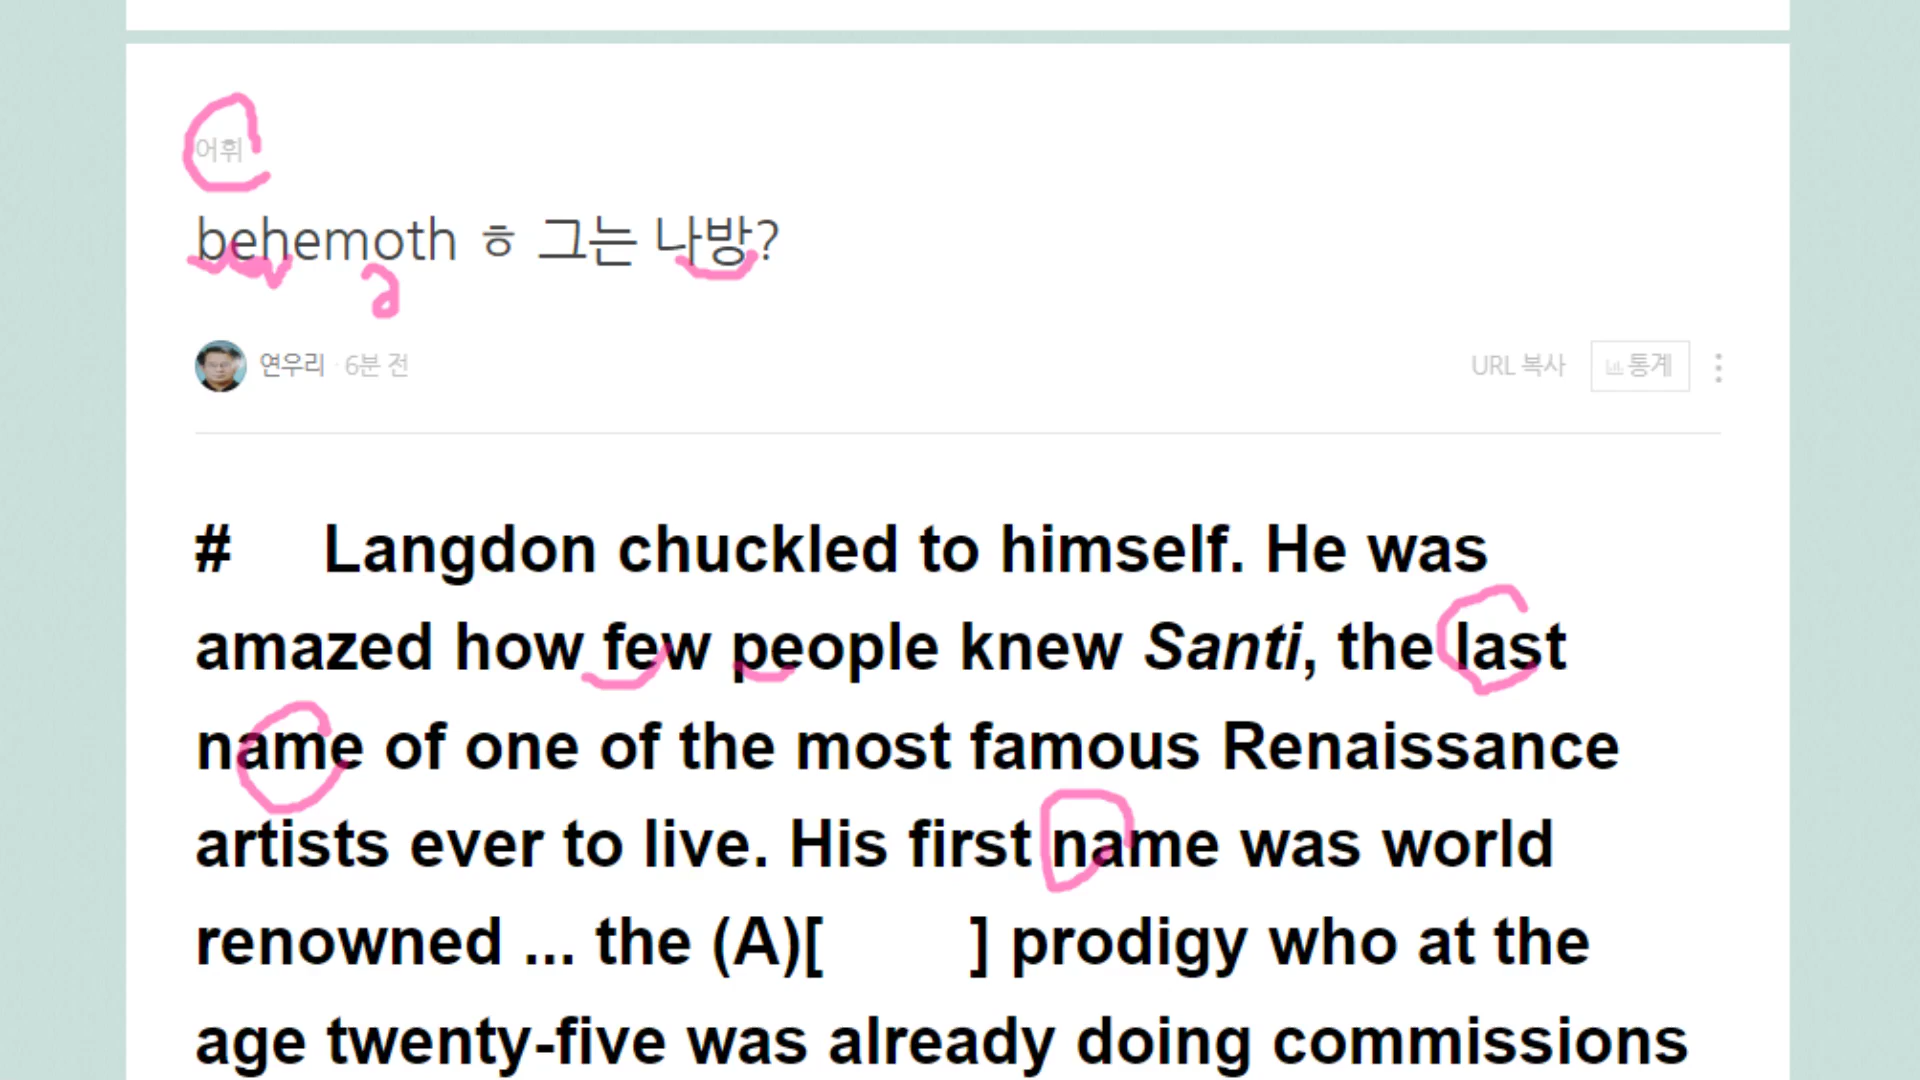 어휘
behemoth ㅎ 그는 나방?
연우리 · 6분 전
URL 복사 통계
# Langdon chuckled to himself. He was
amazed how few people knew Santi, the last
name of one of the most famous Renaissance
artists ever to live. His first name was world
renowned ... the (A)[ ] prodigy who at the
age twenty-five was already doing commissions